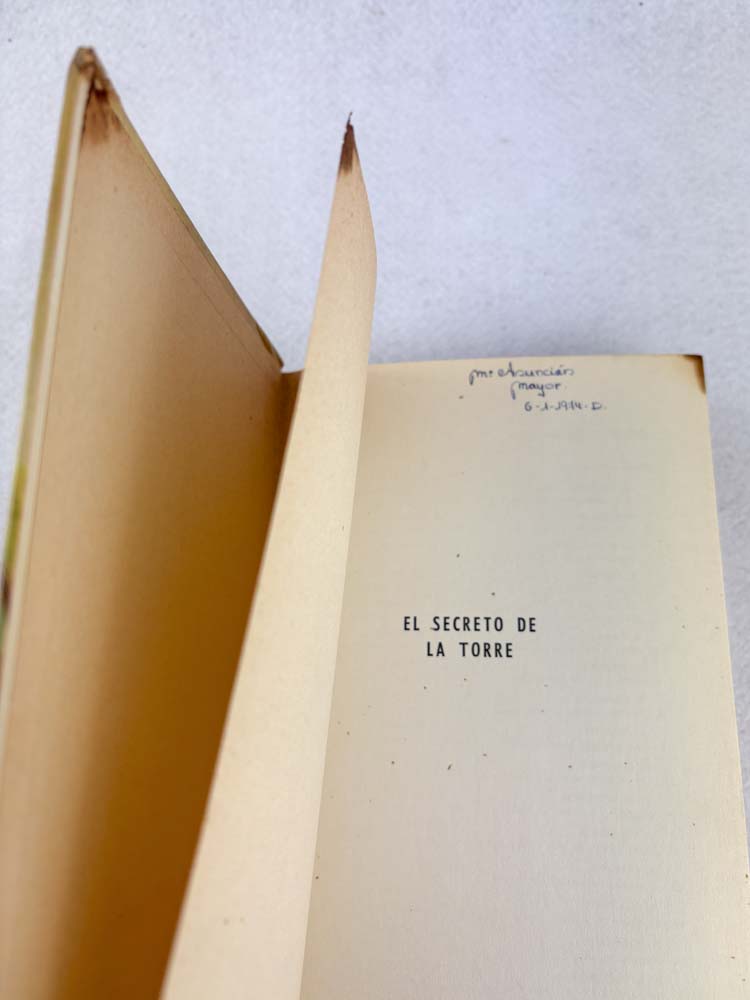 Mª Asunción
Mayor.
6-1-1974-D.
EL SECRETO DE
LA TORRE